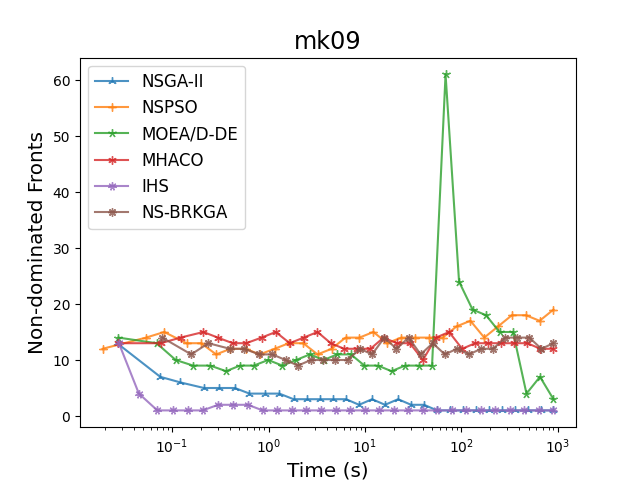 mk09
Non-dominated Fronts
60
50
40
30
20
10
0
NSGA-II
NSPSO
MOEA/D-DE
MHACO
IHS
NS-BRKGA
10⁻¹ 10⁰ 10¹ 10² 10³
Time (s)